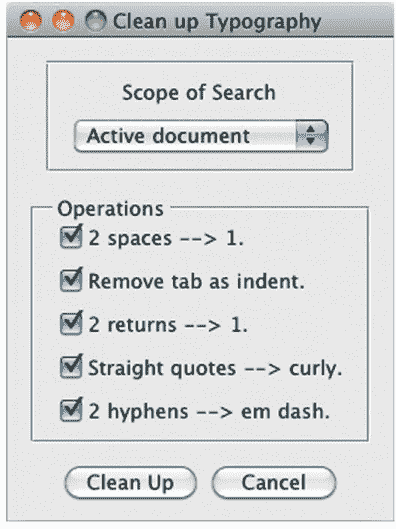 Clean up Typography
Scope of Search
Active document
Operations
2 spaces --> 1.
Remove tab as indent.
2 returns --> 1.
Straight quotes --> curly.
2 hyphens --> em dash.
Clean Up Cancel